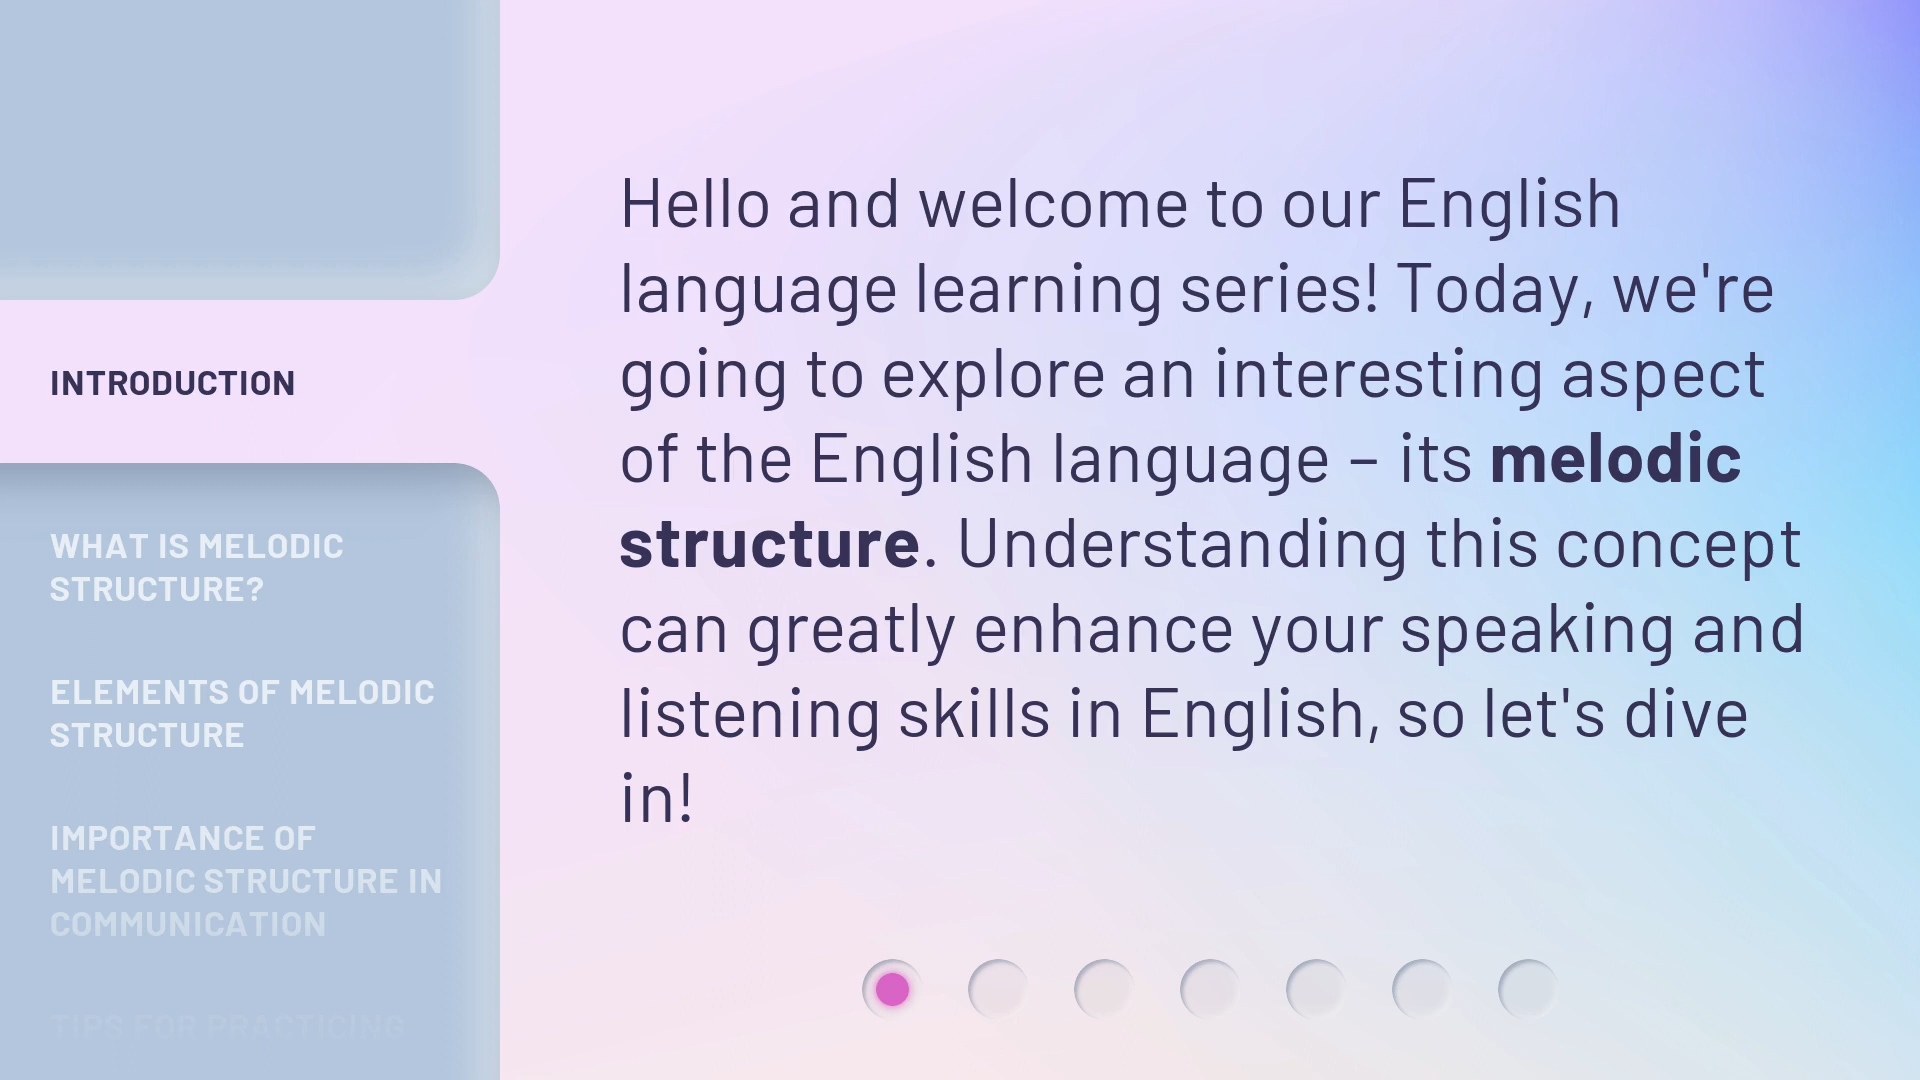 INTRODUCTION
WHAT IS MELODIC
STRUCTURE?
ELEMENTS OF MELODIC
STRUCTURE
IMPORTANCE OF
MELODIC STRUCTURE IN
COMMUNICATION
TIPS FOR PRACTICING
Hello and welcome to our English
language learning series! Today, we're
going to explore an interesting aspect
of the English language – its melodic
structure. Understanding this concept
can greatly enhance your speaking and
listening skills in English, so let's dive
in!